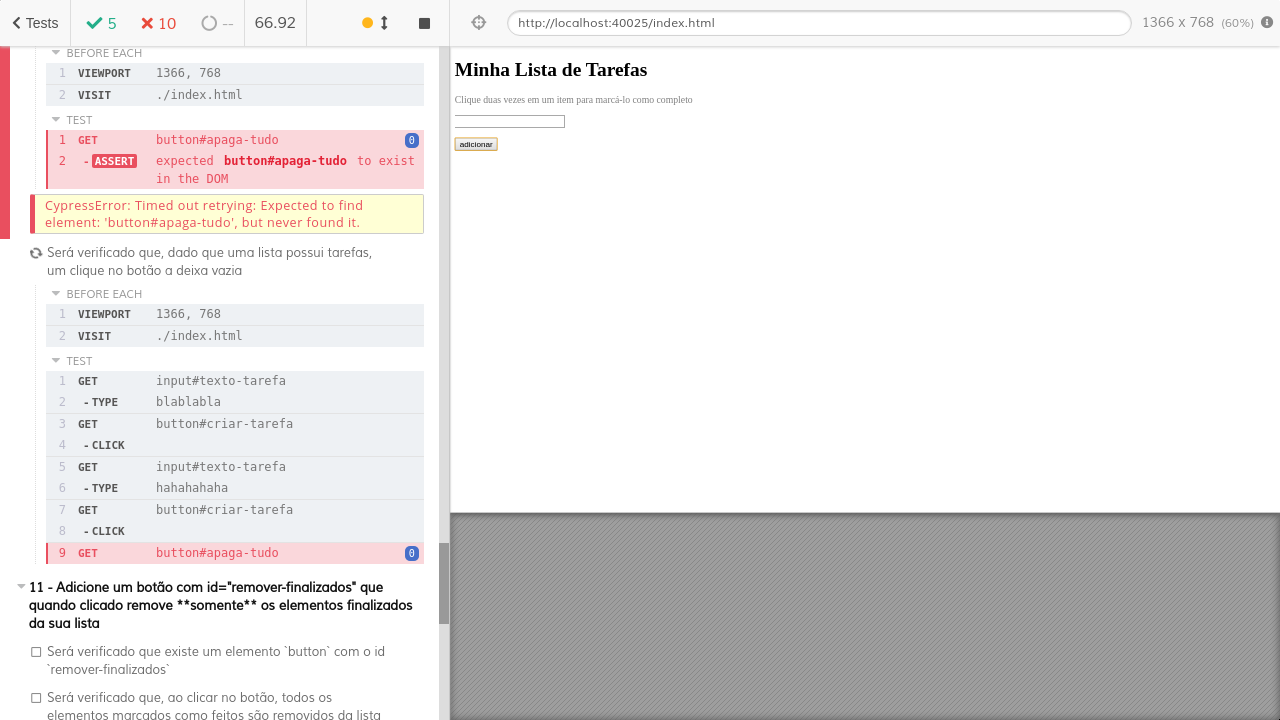 Tests
5
10
--
66.92
http://localhost:40025/index.html
1366 x 768 (60%)
BEFORE EACH
1 VIEWPORT 1366, 768
2 VISIT ./index.html
TEST
1 GET button#apaga-tudo 0
2 -ASSERT expected button#apaga-tudo to exist
in the DOM
CypressError: Timed out retrying: Expected to find
element: 'button#apaga-tudo', but never found it.
Será verificado que, dado que uma lista possui tarefas,
um clique no botão a deixa vazia
BEFORE EACH
1 VIEWPORT 1366, 768
2 VISIT ./index.html
TEST
1 GET input#texto-tarefa
2 -TYPE blablabla
3 GET button#criar-tarefa
4 -CLICK
5 GET input#texto-tarefa
6 -TYPE hahahahaha
7 GET button#criar-tarefa
8 -CLICK
9 GET button#apaga-tudo 0
11 - Adicione um botão com id="remover-finalizados" que
quando clicado remove **somente** os elementos finalizados
da sua lista
Será verificado que existe um elemento `button` com o id
`remover-finalizados`
Será verificado que, ao clicar no botão, todos os
elementos marcados como feitos são removidos da lista
Minha Lista de Tarefas
Clique duas vezes em um item para marcá-lo como completo
adicionar